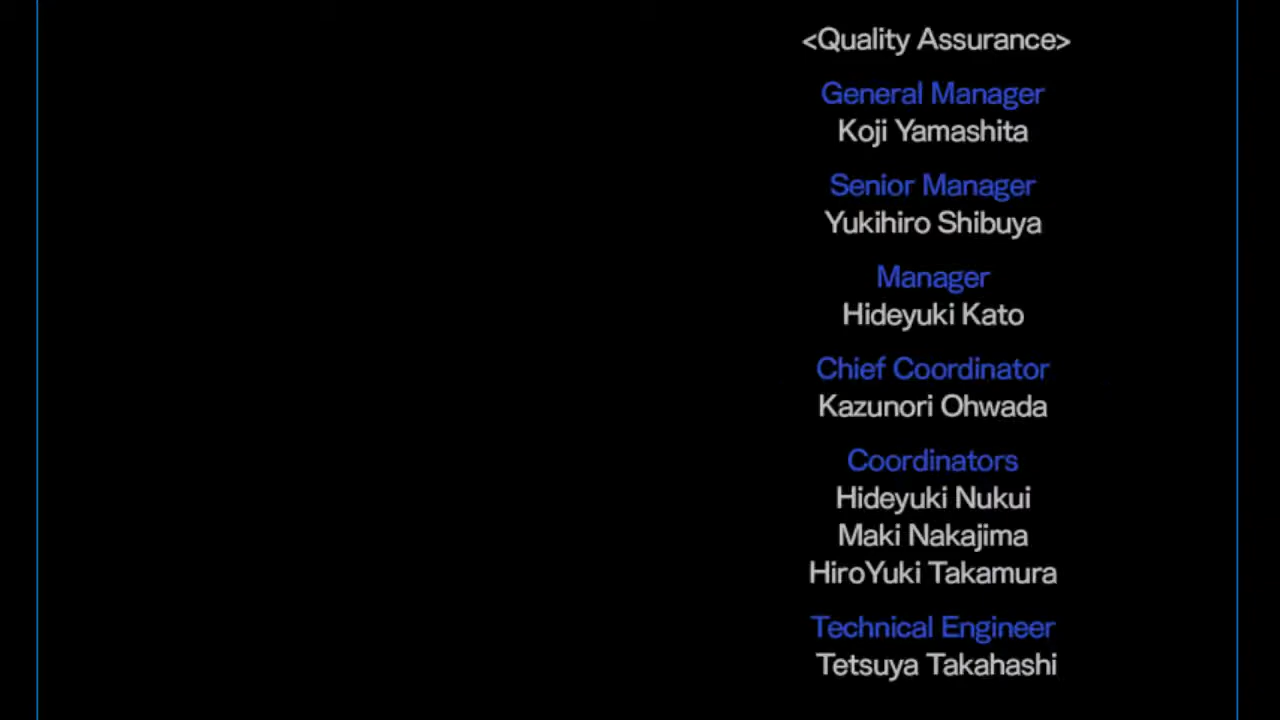 <Quality Assurance>
General Manager
Koji Yamashita
Senior Manager
Yukihiro Shibuya
Manager
Hideyuki Kato
Chief Coordinator
Kazunori Ohwada
Coordinators
Hideyuki Nukui
Maki Nakajima
HiroYuki Takamura
Technical Engineer
Tetsuya Takahashi